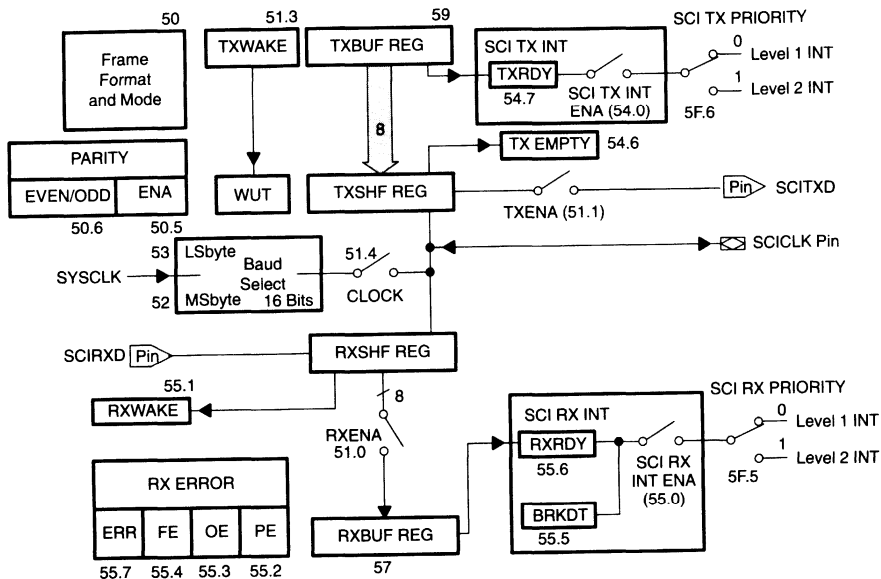 50
51.3
59
SCI TX PRIORITY
Frame
Format
and Mode
TXWAKE
TXBUF REG
SCI TX INT
TXRDY
54.7
SCI TX INT
ENA (54.0)
0
Level 1 INT
1
Level 2 INT
5F.6
8
PARITY
EVEN/ODD
ENA
50.6
50.5
WUT
TXSHF REG
TX EMPTY
54.6
TXENA (51.1)
Pin
SCITXD
SCICLK Pin
53
LSbyte
Baud
Select
SYSCLK
52
MSbyte
16 Bits
51.4
CLOCK
SCIRXD
Pin
RXSHF REG
55.1
RXWAKE
8
RXENA
51.0
RXBUF REG
57
SCI RX INT
RXRDY
55.6
SCI RX
INT ENA
(55.0)
BRKDT
55.5
SCI RX PRIORITY
0
Level 1 INT
1
Level 2 INT
5F.5
RX ERROR
ERR
FE
OE
PE
55.7
55.4
55.3
55.2